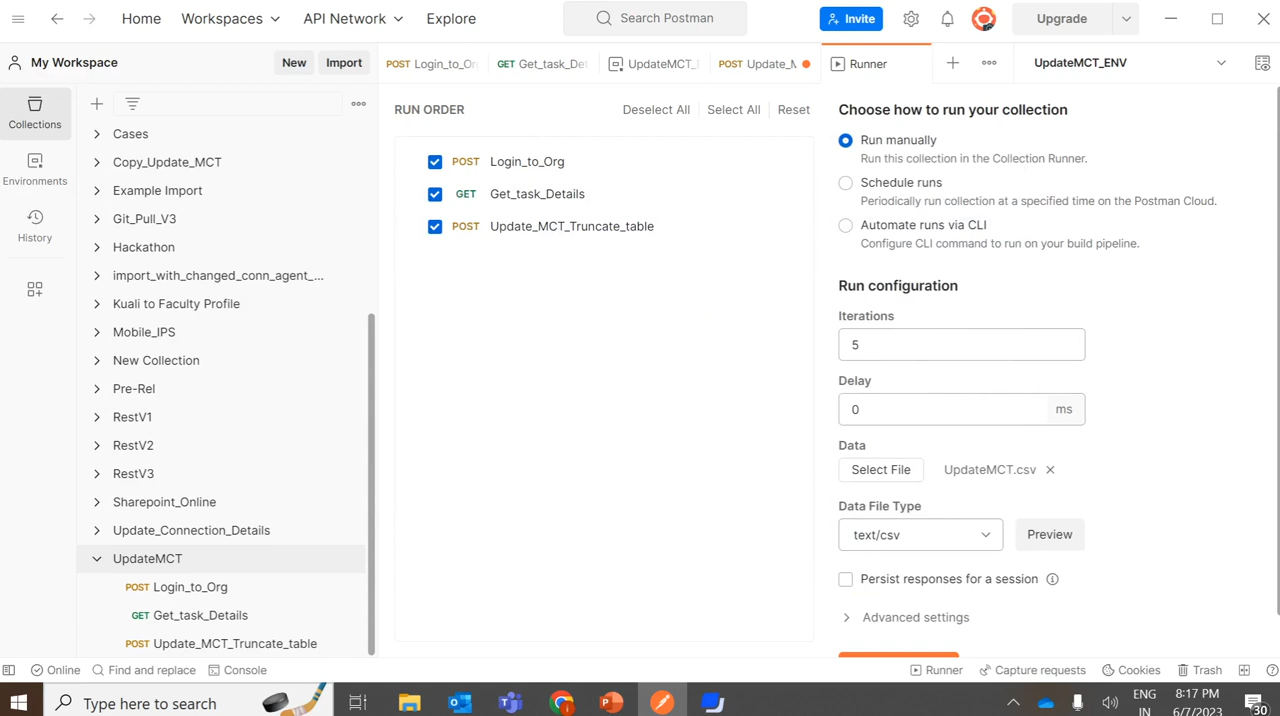 Home Workspaces API Network Explore Search Postman Invite Upgrade
My Workspace New Import POST Login_to_Or GET Get_task_De UpdateMCT_ POST Update_M Runner UpdateMCT_ENV
Collections
Environments
History
Cases
Copy_Update_MCT
Example Import
Git_Pull_V3
Hackathon
import_with_changed_conn_agent_...
Kuali to Faculty Profile
Mobile_IPS
New Collection
Pre-Rel
RestV1
RestV2
RestV3
Sharepoint_Online
Update_Connection_Details
UpdateMCT
POST Login_to_Org
GET Get_task_Details
POST Update_MCT_Truncate_table
RUN ORDER Deselect All Select All Reset
POST Login_to_Org
GET Get_task_Details
POST Update_MCT_Truncate_table
Choose how to run your collection
Run manually
Run this collection in the Collection Runner.
Schedule runs
Periodically run collection at a specified time on the Postman Cloud.
Automate runs via CLI
Configure CLI command to run on your build pipeline.
Run configuration
Iterations
5
Delay
0 ms
Data
Select File UpdateMCT.csv
Data File Type
text/csv Preview
Persist responses for a session
Advanced settings
Online Find and replace Console Runner Capture requests Cookies Trash
Type here to search
ENG
IN
8:17 PM
6/7/2023
30